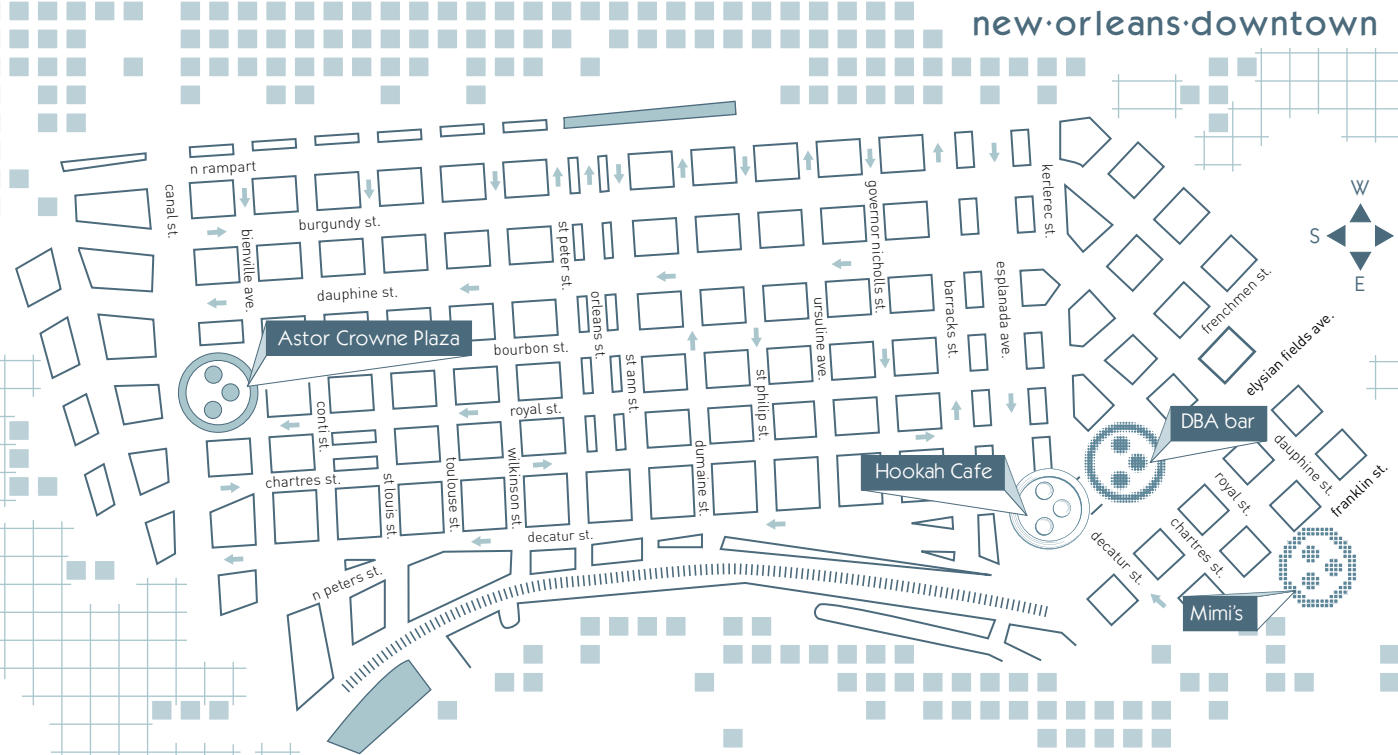 new·orleans·downtown
n rampart
canal st.
burgundy st.
bienville ave.
dauphine st.
st peter st.
orleans st.
governor nicholls st.
kerlerec st.
W
S
E
frenchmen st.
elysian fields ave.
Astor Crowne Plaza
bourbon st.
st ann st.
ursuline ave.
barracks st.
esplanada ave.
royal st.
conti st.
st philip st.
DBA bar
Hookah Cafe
chartres st.
st louis st.
toulouse st.
wilkinson st.
dumaine st.
decatur st.
n peters st.
dauphine st.
royal st.
chartres st.
decatur st.
franklin st.
Mimi's